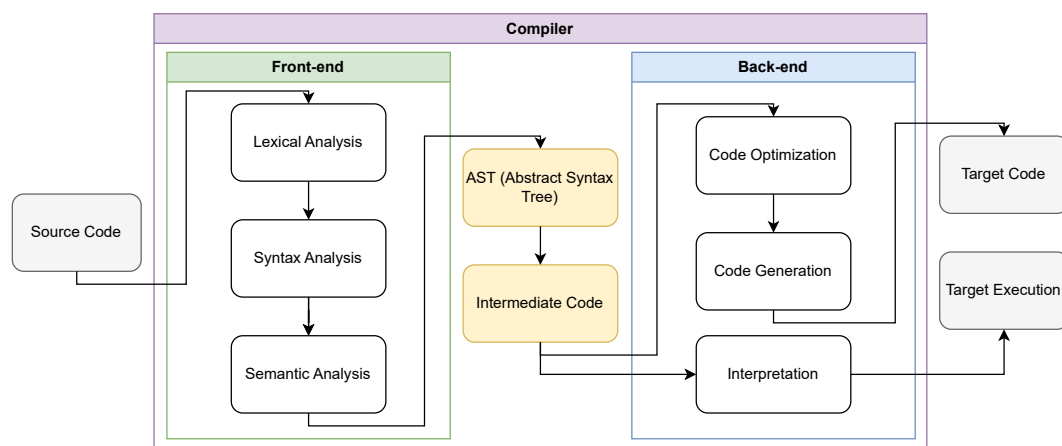 Compiler
Front-end
Back-end
Lexical Analysis
Syntax Analysis
Semantic Analysis
Source Code
AST (Abstract Syntax
Tree)
Intermediate Code
Code Optimization
Code Generation
Interpretation
Target Code
Target Execution